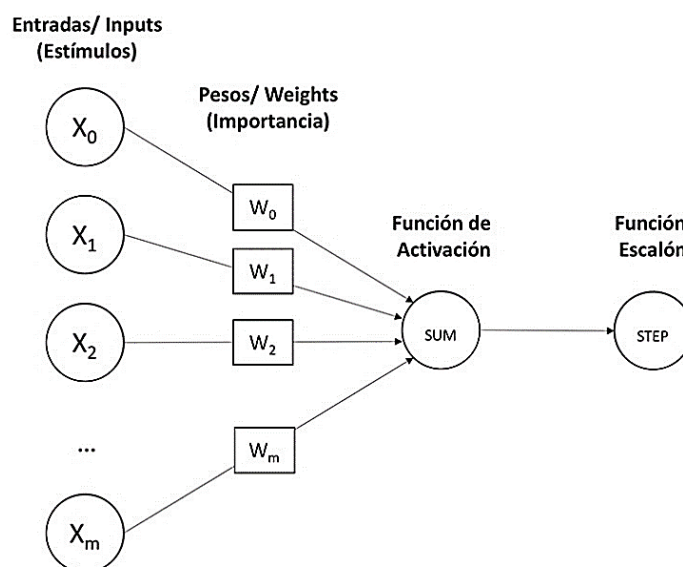 Entradas/ Inputs
(Estímulos)
Pesos/ Weights
(Importancia)
X0
W0
X1
W1
Función de
Activación
Función
Escalón
X2
W2
SUM
STEP
...
Wm
Xm